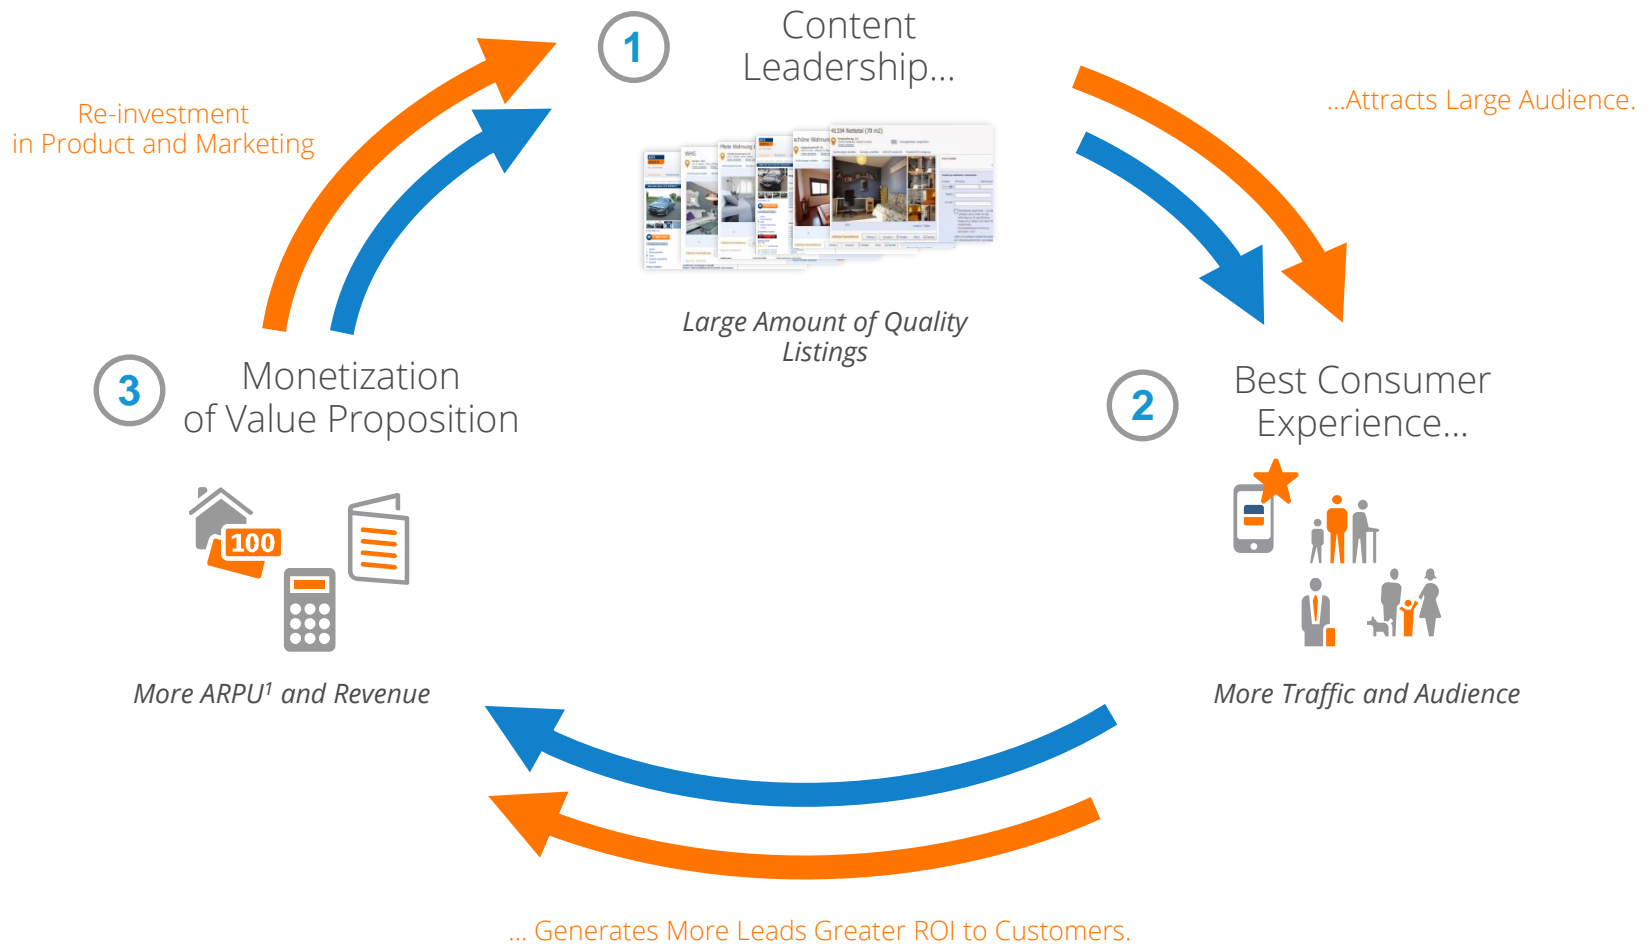 1
Content
Leadership...
...Attracts Large Audience.
Re-investment
in Product and Marketing
Large Amount of Quality
Listings
3
Monetization
of Value Proposition
2
Best Consumer
Experience...
100
More ARPU¹ and Revenue
More Traffic and Audience
... Generates More Leads Greater ROI to Customers.